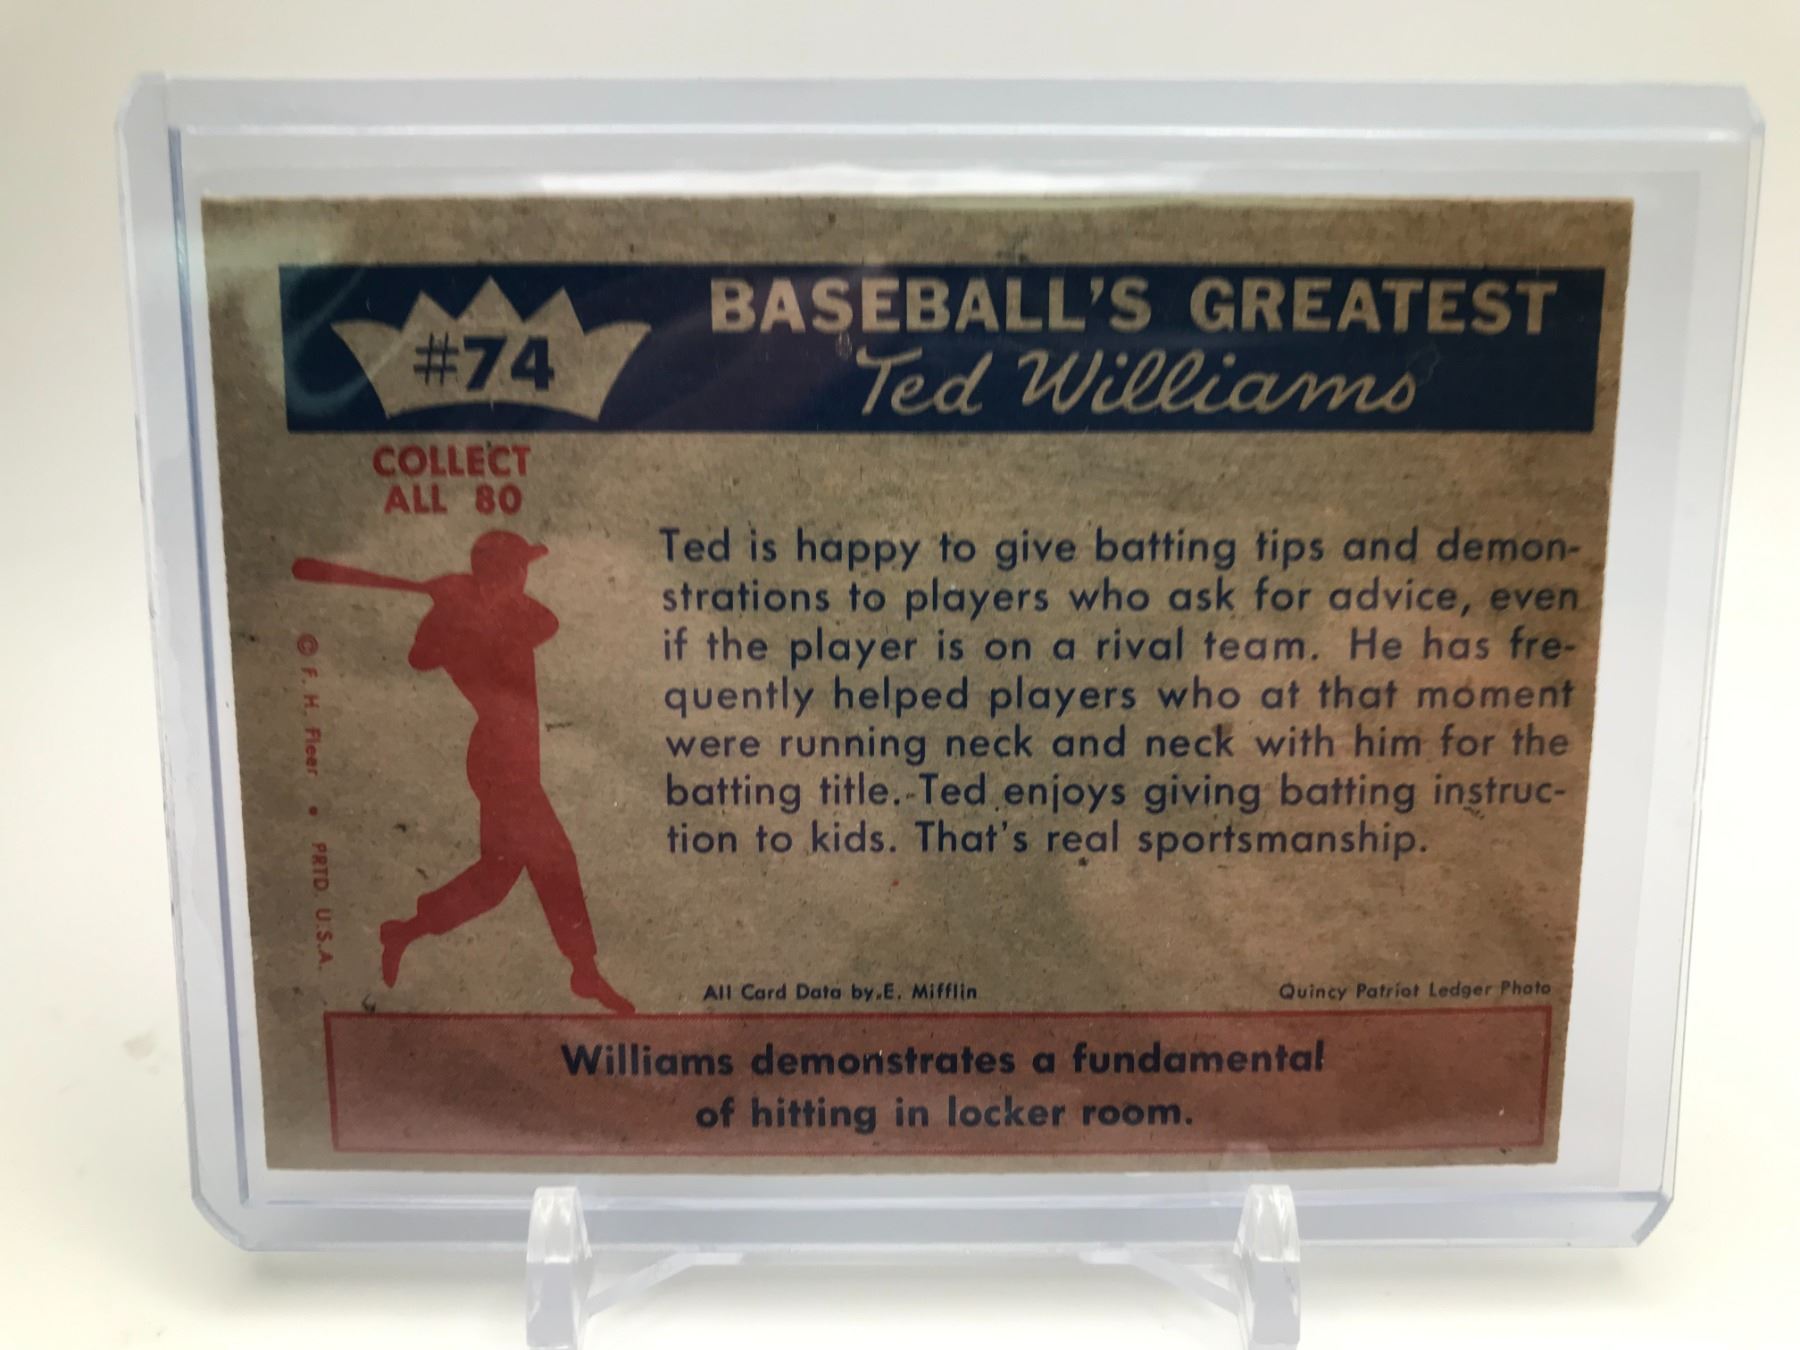 #74
BASEBALL'S GREATEST
Ted Williams
COLLECT
ALL 80
Ted is happy to give batting tips and demon-
strations to players who ask for advice, even
if the player is on a rival team. He has fre-
quently helped players who at that moment
were running neck and neck with him for the
batting title. Ted enjoys giving batting instruc-
tion to kids. That's real sportsmanship.
© F. H. Fleer • PRTD. U.S.A.
All Card Data by E. Mifflin
Quincy Patriot Ledger Photo
Williams demonstrates a fundamental
of hitting in locker room.